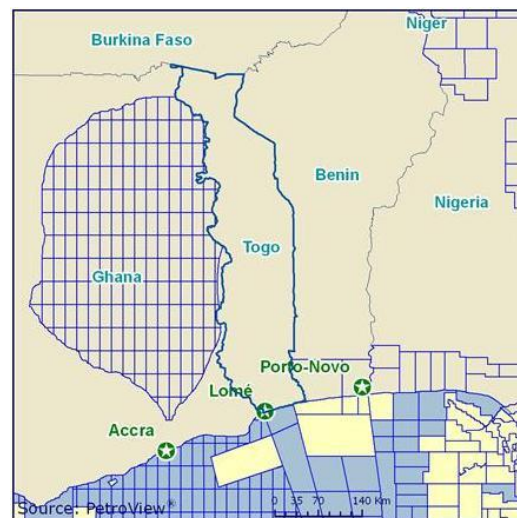 Niger
Burkina Faso
Benin
Nigeria
Togo
Ghana
Porto-Novo
Lomé
Accra
0 35 70 140 Km
Source: PetroView®